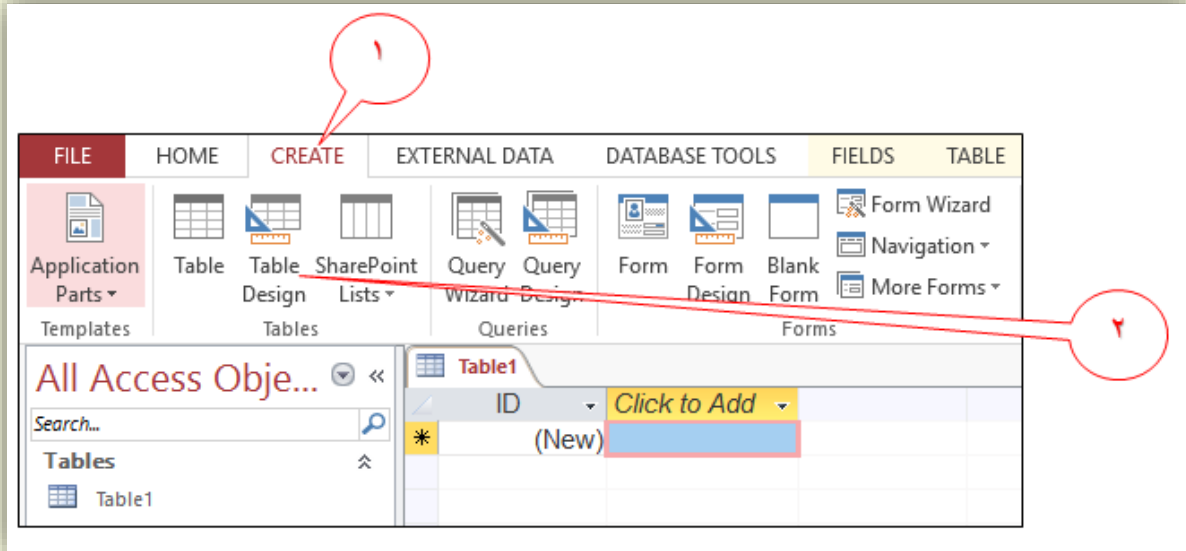 ١
FILE HOME CREATE EXTERNAL DATA DATABASE TOOLS FIELDS TABLE
Application Parts
Table
Table Design
SharePoint Lists
Query Wizard
Query Design
Form
Form Design
Blank Form
Form Wizard
Navigation
More Forms
Templates Tables Queries Forms
٢
All Access Obje...
Search...
Tables
Table1
Table1
ID Click to Add
(New)